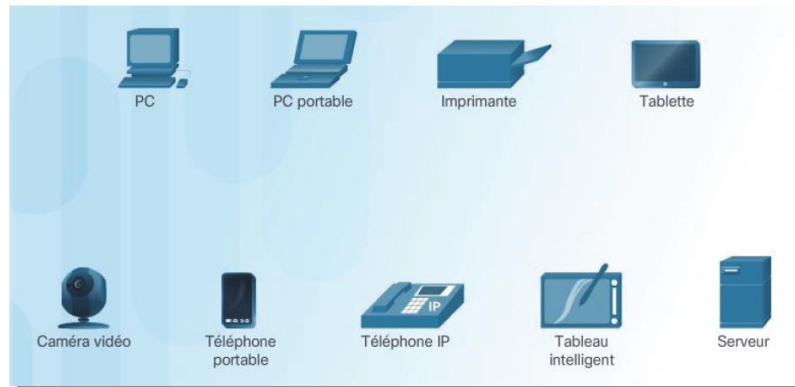 PC
PC portable
Imprimante
Tablette
IP
Caméra vidéo
Téléphone
portable
Téléphone IP
Tableau
intelligent
Serveur